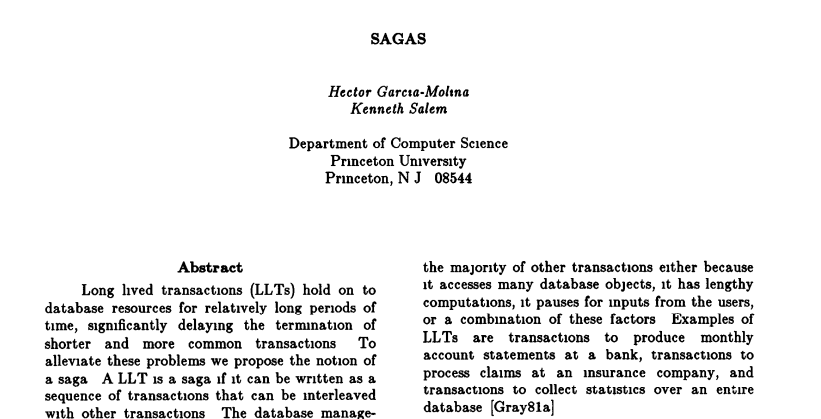 SAGAS
Hector Garcia-Molina
Kenneth Salem
Department of Computer Science
Princeton University
Princeton, N J 08544
Abstract
Long lived transactions (LLTs) hold on to
database resources for relatively long periods of
time, significantly delaying the termination of
shorter and more common transactions To
alleviate these problems we propose the notion of
a saga A LLT is a saga if it can be written as a
sequence of transactions that can be interleaved
with other transactions The database manage-
the majority of other transactions either because
it accesses many database objects, it has lengthy
computations, it pauses for inputs from the users,
or a combination of these factors Examples of
LLTs are transactions to produce monthly
account statements at a bank, transactions to
process claims at an insurance company, and
transactions to collect statistics over an entire
database [Gray81a]